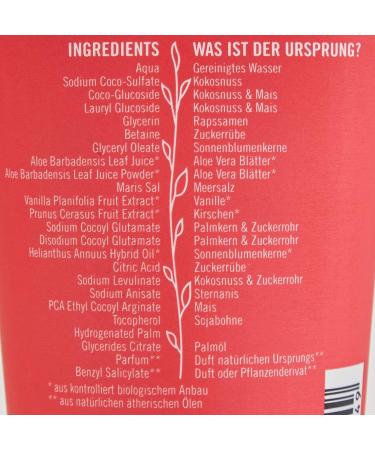 INGREDIENTS WAS IST DER URSPRUNG?
Aqua Gereinigtes Wasser
Sodium Coco-Sulfate Kokosnuss
Coco-Glucoside Kokosnuss & Mais
Lauryl Glucoside Kokosnuss & Mais
Glycerin Rapssamen
Betaine Zuckerrübe
Glyceryl Oleate Sonnenblumenkerne
Aloe Barbadensis Leaf Juice* Aloe Vera Blätter*
Aloe Barbadensis Leaf Juice Powder* Aloe Vera Blätter*
Maris Sal Meersalz
Vanilla Planifolia Fruit Extract* Vanille*
Prunus Cerasus Fruit Extract* Kirschen*
Sodium Cocoyl Glutamate Palmkern & Zuckerrohr
Disodium Cocoyl Glutamate Palmkern & Zuckerrohr
Helianthus Annuus Hybrid Oil* Sonnenblumenkerne*
Citric Acid Zuckerrübe
Sodium Levulinate Kokosnuss & Zuckerrohr
Sodium Anisate Sternanis
PCA Ethyl Cocoyl Arginate Mais
Tocopherol Sojabohne
Hydrogenated Palm
Glycerides Citrate Palmöl
Parfum** Duft natürlichen Ursprungs**
Benzyl Salicylate** Duft oder Pflanzenderivat**
* aus kontrolliert biologischem Anbau
** aus natürlichen ätherischen Ölen